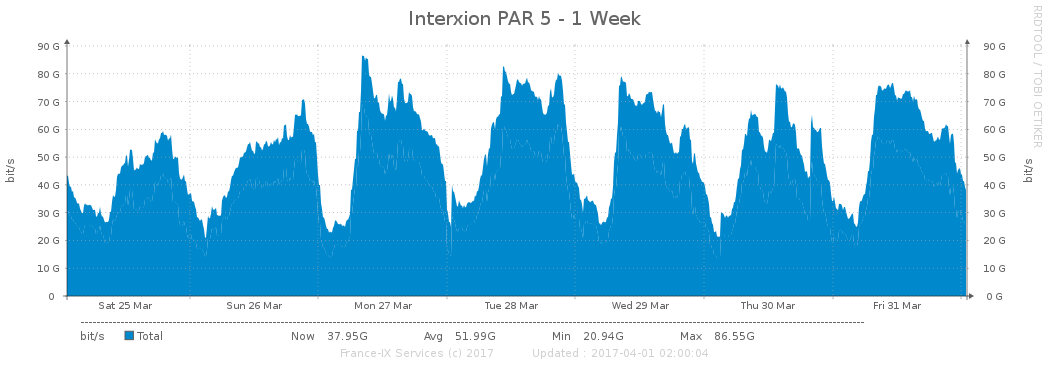 Interxion PAR 5 - 1 Week
RRDTOOL / TOBI OETIKER
90 G 90 G
80 G 80 G
70 G 70 G
60 G 60 G
50 G 50 G
bit/s bit/s
40 G 40 G
30 G 30 G
20 G 20 G
10 G 10 G
0 0 G
Sat 25 Mar Sun 26 Mar Mon 27 Mar Tue 28 Mar Wed 29 Mar Thu 30 Mar Fri 31 Mar
bit/s Total Now 37.95G Avg 51.99G Min 20.94G Max 86.55G
France-IX Services (c) 2017 Updated : 2017-04-01 02:00:04